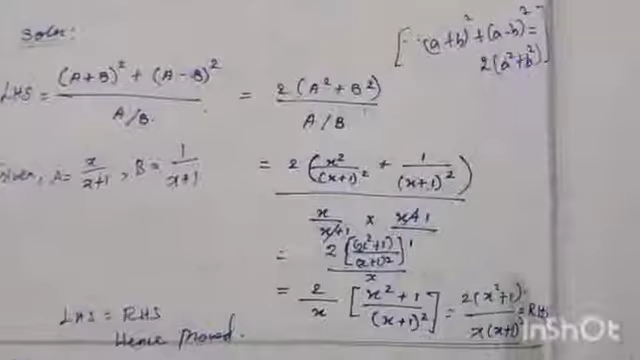 Soln:
[∵ (a+b)² + (a-b)² =
2(a²+b²)]
LHS = (A+B)² + (A-B)² / A/B = 2(A²+B²) / A/B
Given, A = x/x+1, B = 1/x+1
= 2(x²/(x+1)² + 1/(x+1)²)
x/x+1 × x+1/1
= 2[(x²+1)/(x+1)²] / x
= 2/x [x²+1/(x+1)²] = 2(x²+1)/x(x+1)² = RHS
LHS = RHS
Hence Proved.
InShOt